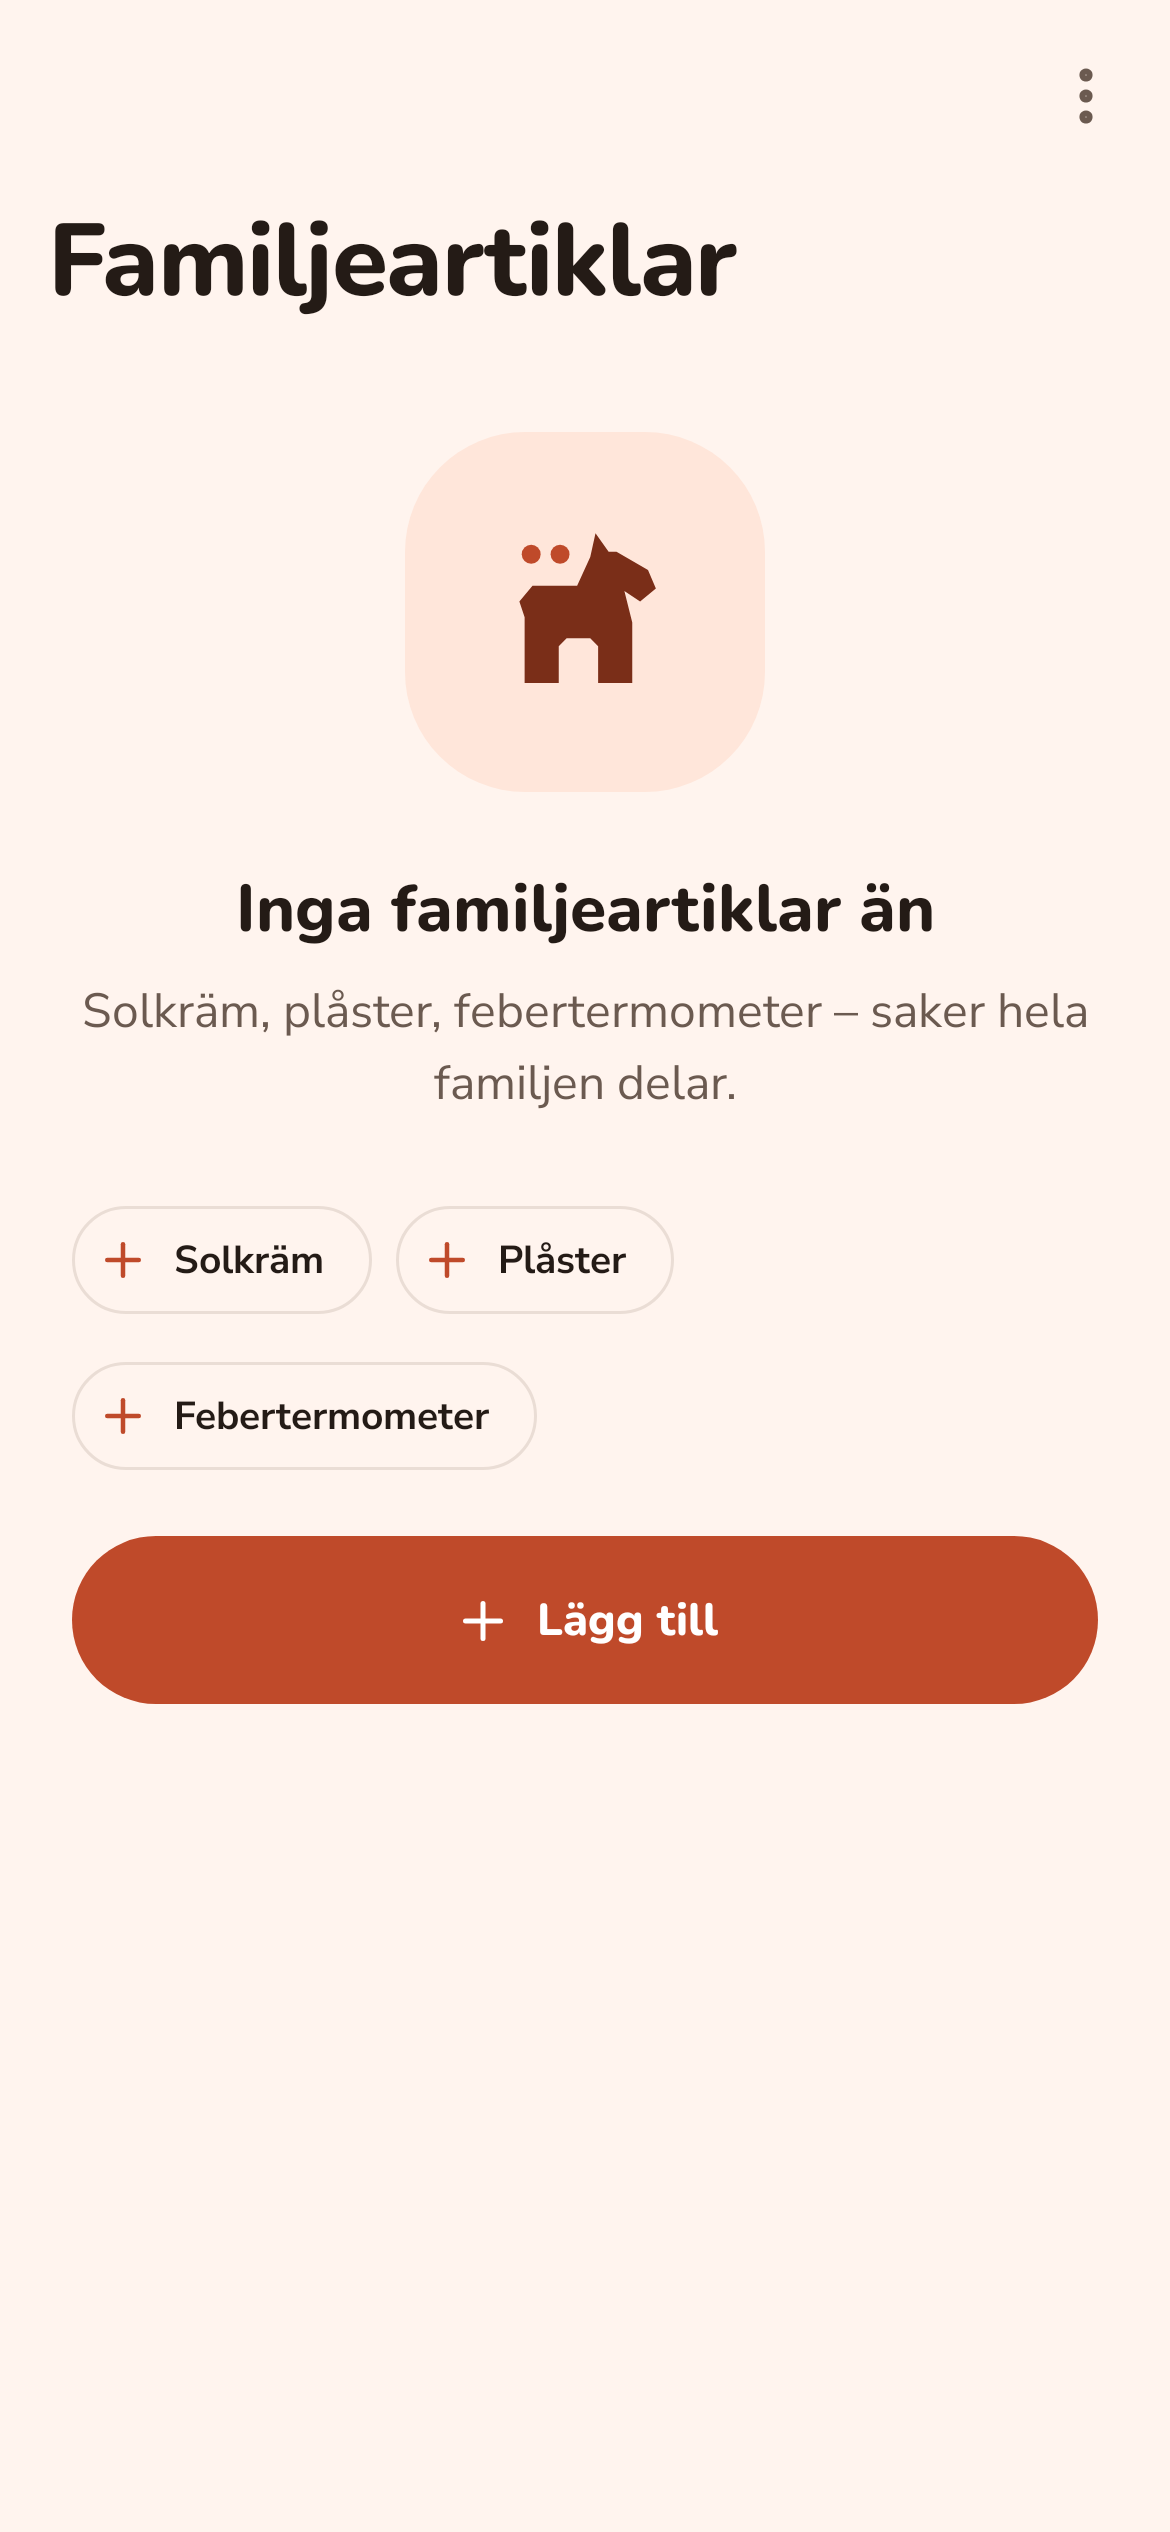 Familjeartiklar
Inga familjeartiklar än
Solkräm, plåster, febertermometer – saker hela
familjen delar.
Solkräm
Plåster
Febertermometer
Lägg till